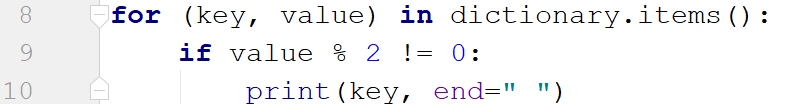 8 for (key, value) in dictionary.items():
9 if value % 2 != 0:
10 print(key, end=" ")